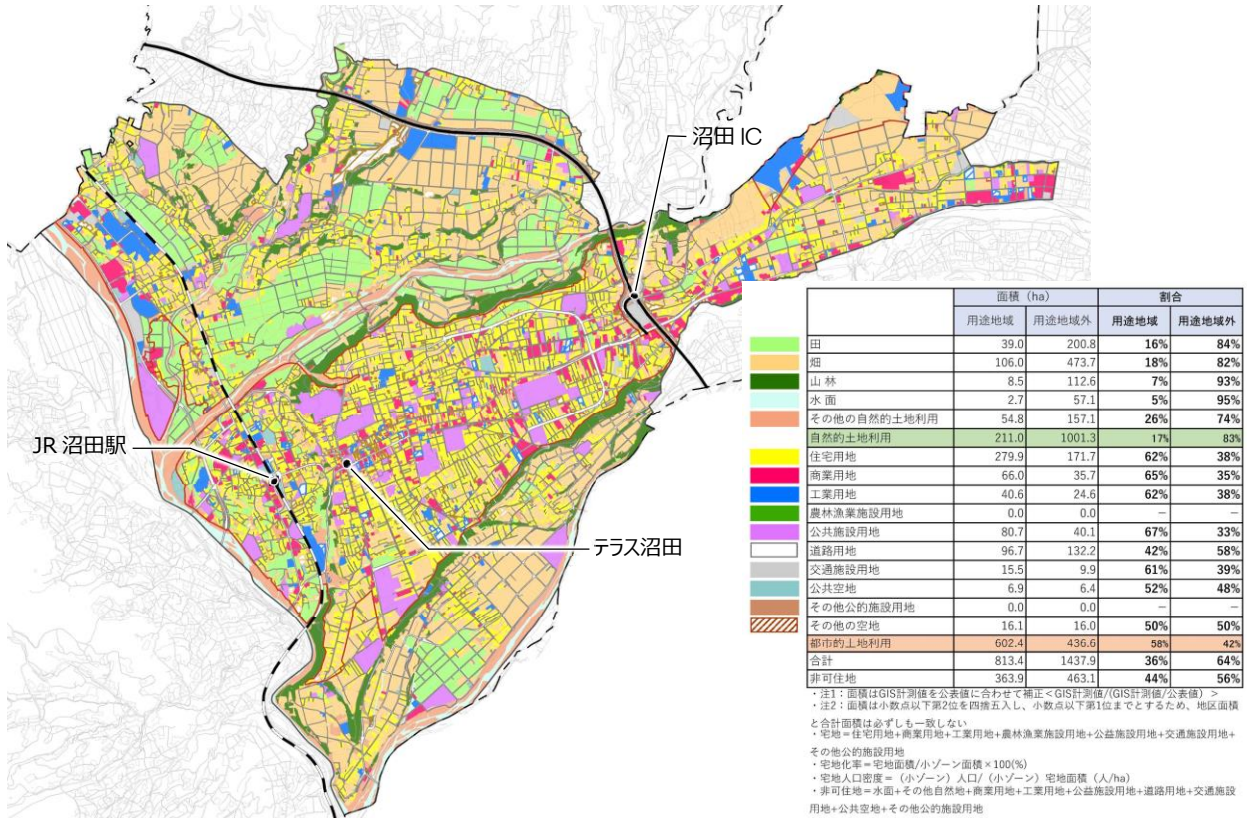 沼田 IC
JR 沼田駅
テラス沼田
面積（ha） 割合
用途地域 用途地域外 用途地域 用途地域外
田 39.0 200.8 16% 84%
畑 106.0 473.7 18% 82%
山 林 8.5 112.6 7% 93%
水 面 2.7 57.1 5% 95%
その他の自然的土地利用 54.8 157.1 26% 74%
自然的土地利用 211.0 1001.3 17% 83%
住宅用地 279.9 171.7 62% 38%
商業用地 66.0 35.7 65% 35%
工業用地 40.6 24.6 62% 38%
農林漁業施設用地 0.0 0.0 － －
公共施設用地 80.7 40.1 67% 33%
道路用地 96.7 132.2 42% 58%
交通施設用地 15.5 9.9 61% 39%
公共空地 6.9 6.4 52% 48%
その他公的施設用地 0.0 0.0 － －
その他の空地 16.1 16.0 50% 50%
都市的土地利用 602.4 436.6 58% 42%
合計 813.4 1437.9 36% 64%
非可住地 363.9 463.1 44% 56%
・注1：面積はGIS計測値を公表値に合わせて補正＜GIS計測値/(GIS計測値/公表値）＞
・注2：面積は小数点以下第2位を四捨五入し、小数点以下第1位までとするため、地区面積
と合計面積は必ずしも一致しない
・宅地＝住宅用地+商業用地+工業用地+農林漁業施設用地+公益施設用地+交通施設用地+
その他公的施設用地
・宅地化率＝宅地面積/小ゾーン面積×100(%)
・宅地人口密度＝（小ゾーン）人口/（小ゾーン）宅地面積（人/ha）
・非可住地＝水面+その他自然地+商業用地+工業用地+公益施設用地+道路用地+交通施設
用地+公共空地+その他公的施設用地